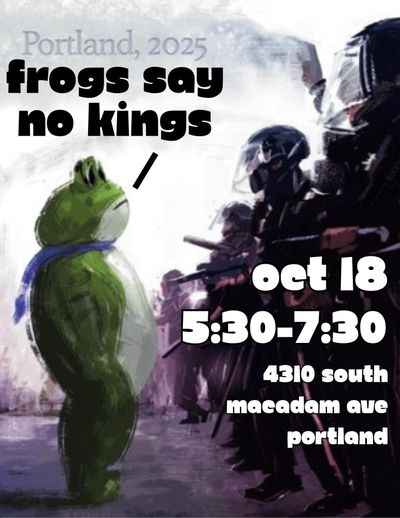 Portland, 2025
frogs say
no kings
oct 18
5:30-7:30
4310 south
macadam ave
portland